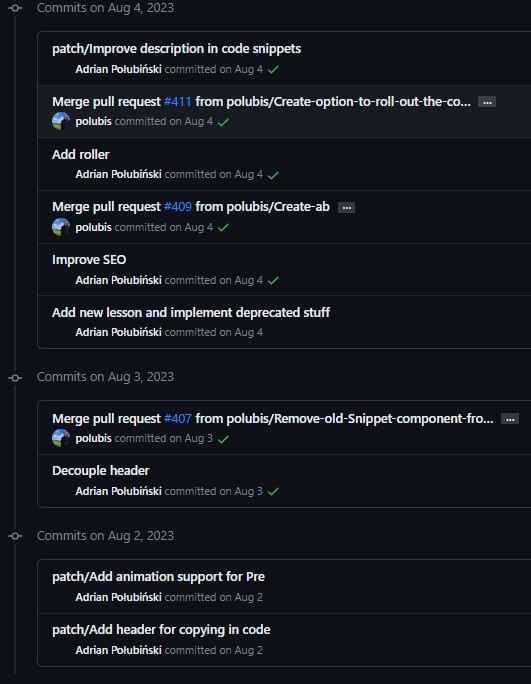 Commits on Aug 4, 2023
patch/Improve description in code snippets
Adrian Połubiński committed on Aug 4
Merge pull request #411 from polubis/Create-option-to-roll-out-the-co... ...
polubis committed on Aug 4
Add roller
Adrian Połubiński committed on Aug 4
Merge pull request #409 from polubis/Create-ab ...
polubis committed on Aug 4
Improve SEO
Adrian Połubiński committed on Aug 4
Add new lesson and implement deprecated stuff
Adrian Połubiński committed on Aug 4
Commits on Aug 3, 2023
Merge pull request #407 from polubis/Remove-old-Snippet-component-fro... ...
polubis committed on Aug 3
Decouple header
Adrian Połubiński committed on Aug 3
Commits on Aug 2, 2023
patch/Add animation support for Pre
Adrian Połubiński committed on Aug 2
patch/Add header for copying in code
Adrian Połubiński committed on Aug 2